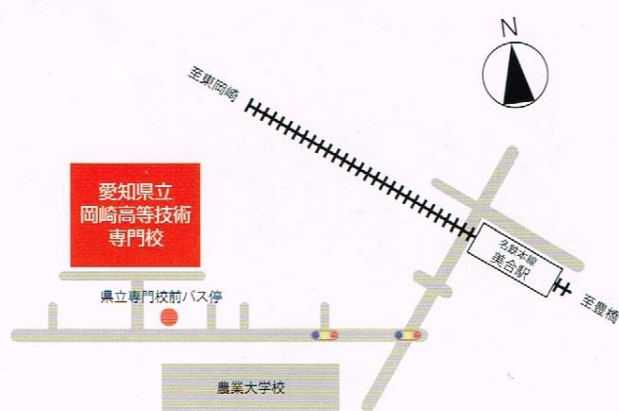 N
至東岡崎
愛知県立
岡崎高等技術
専門校
名鉄本線
美合駅
県立専門校前バス停
至豊橋
農業大学校